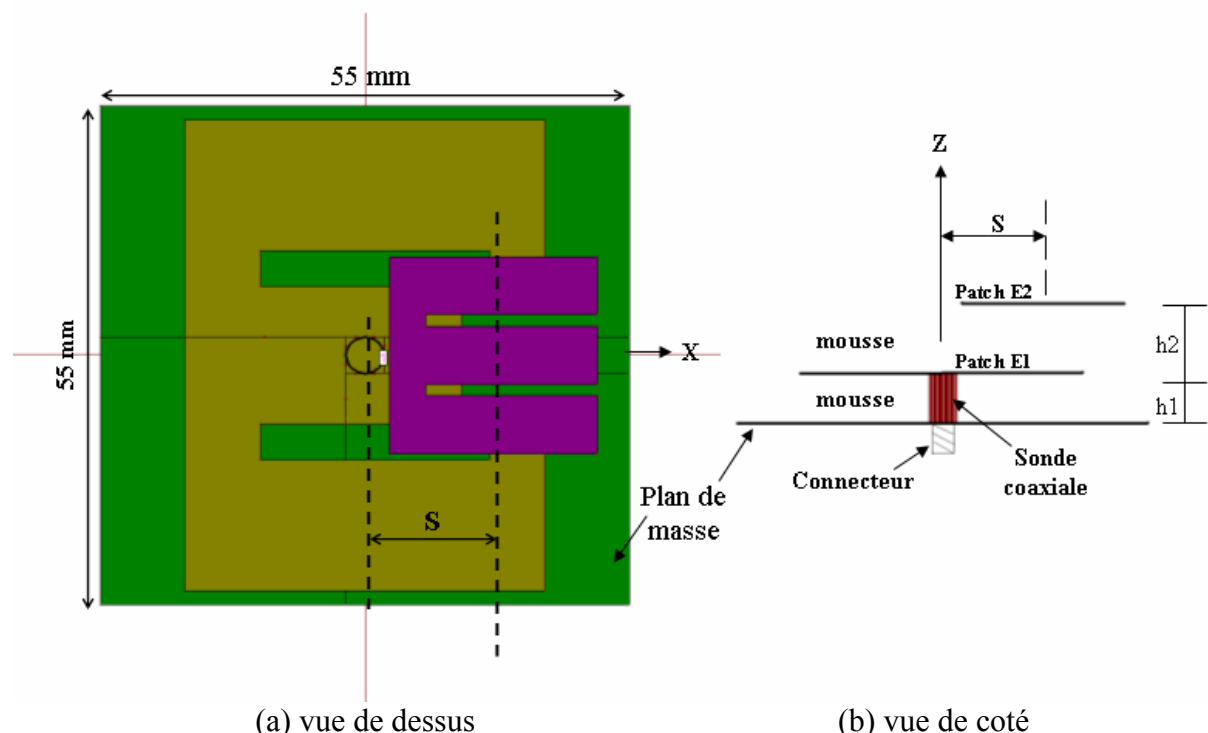 55 mm
55 mm
X
S
Plan de
masse
(a) vue de dessus
Z
S
Patch E2
mousse
h2
Patch E1
mousse
h1
Connecteur
Sonde
coaxiale
(b) vue de coté